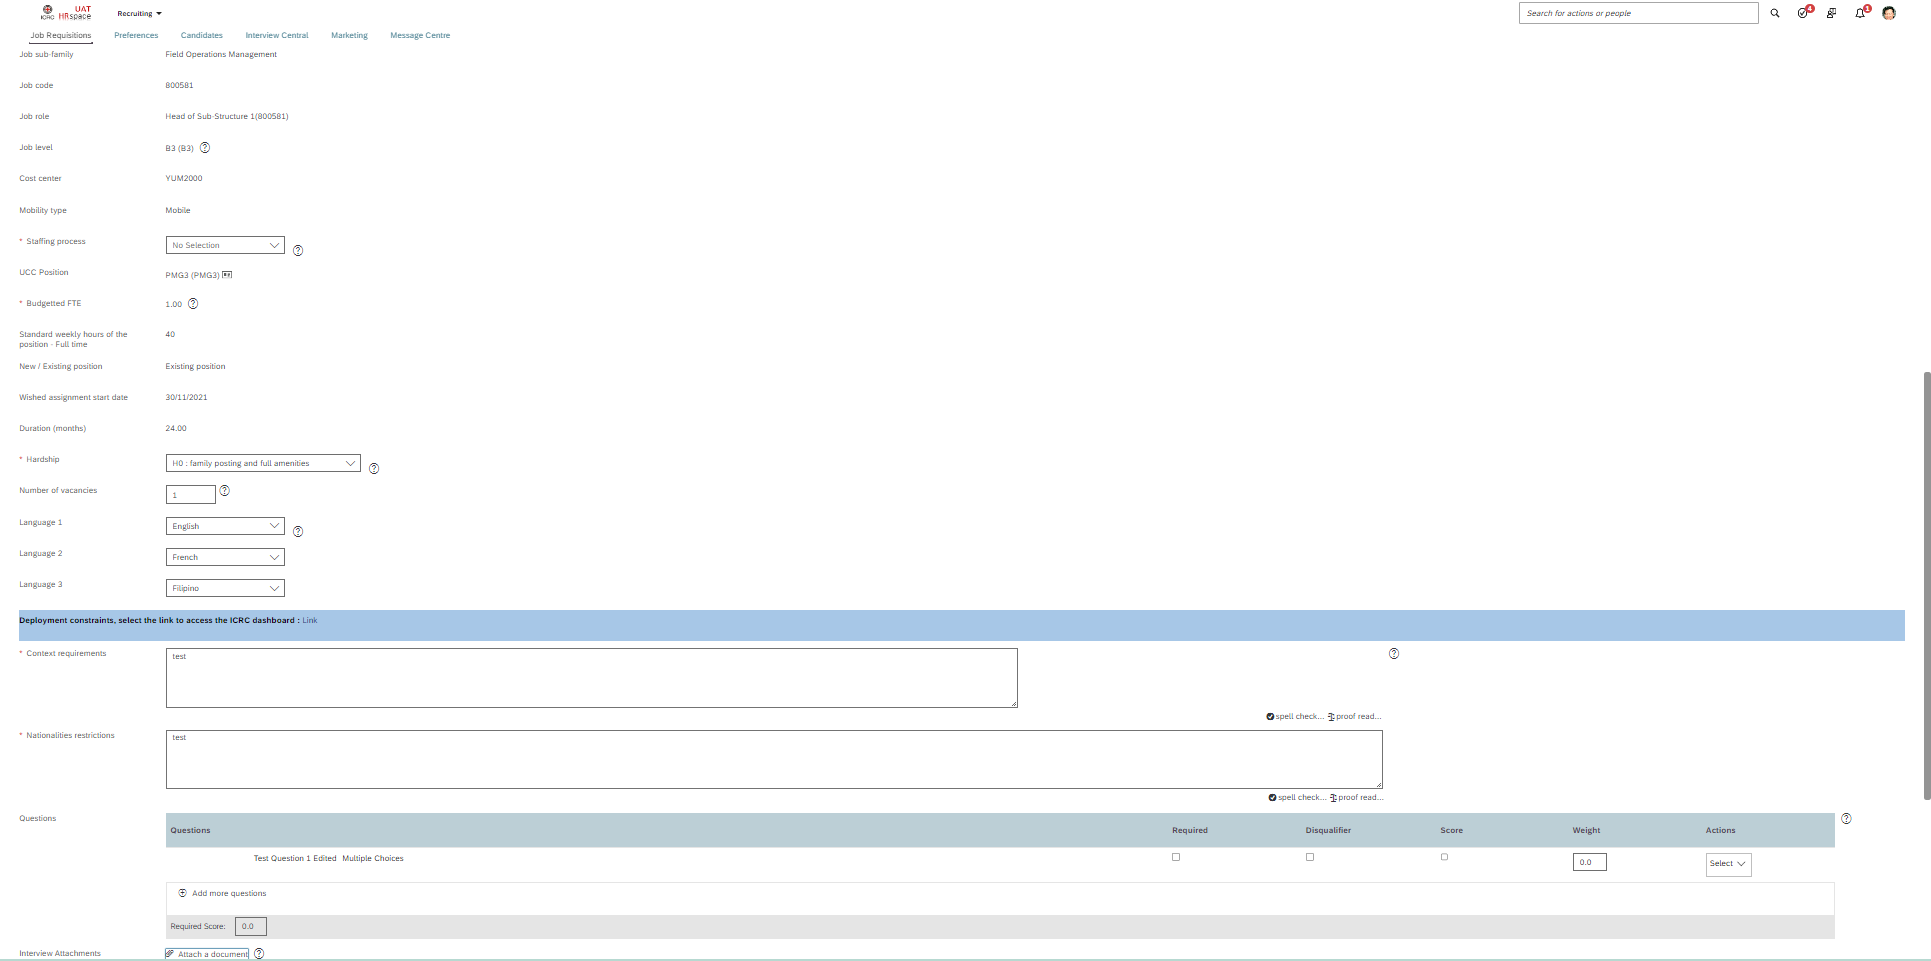 ICRC
UAT
HRspace
Recruiting
Search for actions or people
4
1
Job Requisitions
Preferences
Candidates
Interview Central
Marketing
Message Centre
Job sub-family
Field Operations Management
Job code
800581
Job role
Head of Sub-Structure 1(800581)
Job level
B3 (B3)
Cost center
YUM2000
Mobility type
Mobile
* Staffing process
No Selection
UCC Position
PMG3 (PMG3)
* Budgetted FTE
1.00
Standard weekly hours of the
position - Full time
40
New / Existing position
Existing position
Wished assignment start date
30/11/2021
Duration (months)
24.00
* Hardship
H0 : family posting and full amenities
Number of vacancies
1
Language 1
English
Language 2
French
Language 3
Filipino
Deployment constraints, select the link to access the ICRC dashboard : Link
* Context requirements
test
spell check... proof read...
* Nationalities restrictions
test
spell check... proof read...
Questions
Questions Required Disqualifier Score Weight Actions
Test Question 1 Edited Multiple Choices 0.0 Select
Add more questions
Required Score: 0.0
Interview Attachments
Attach a document